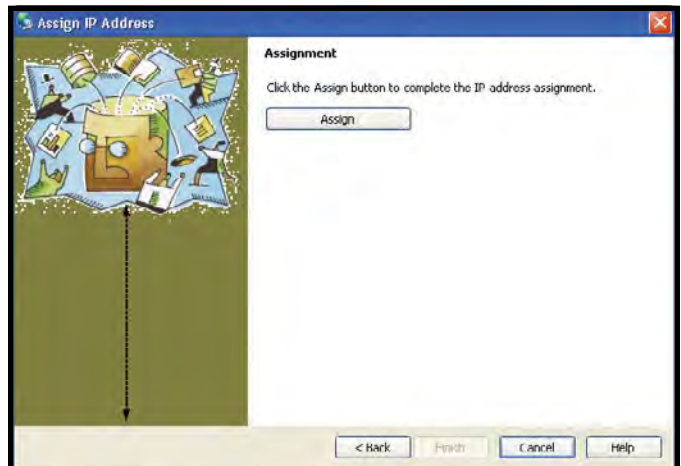 Assign IP Address
Assignment
Click the Assign button to complete the IP address assignment.
Assign
< Back
Finish
Cancel
Help